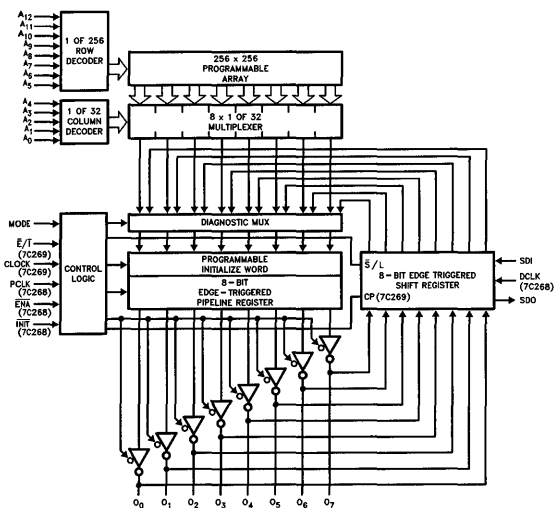 A12
A11
A10
A9
A8
A7
A6
A5
1 OF 256
ROW
DECODER
256 x 256
PROGRAMMABLE
ARRAY
A4
A3
A2
A1
A0
1 OF 32
COLUMN
DECODER
8 x 1 OF 32
MULTIPLEXER
MODE
E̅/I̅
(7C269)
CLOCK
(7C269)
PCLK
(7C268)
E̅N̅A̅
(7C268)
I̅N̅I̅T̅
(7C268)
CONTROL
LOGIC
DIAGNOSTIC MUX
PROGRAMMABLE
INITIALIZE WORD
8-BIT
EDGE-TRIGGERED
PIPELINE REGISTER
S̅/L
8-BIT EDGE TRIGGERED
SHIFT REGISTER
CP(7C269)
SDI
DCLK
(7C268)
SDO
O0 O1 O2 O3 O4 O5 O6 O7